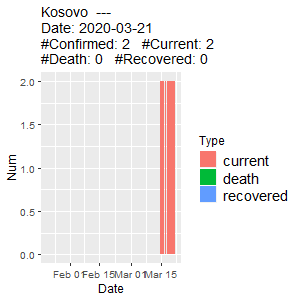 Kosovo  ---
Date: 2020-03-21
#Confirmed: 2   #Current: 2
#Death: 0   #Recovered: 0
2.0
1.5
1.0
0.5
0.0
Num
Feb 01
Feb 15
Mar 01
Mar 15
Date
Type
current
death
recovered